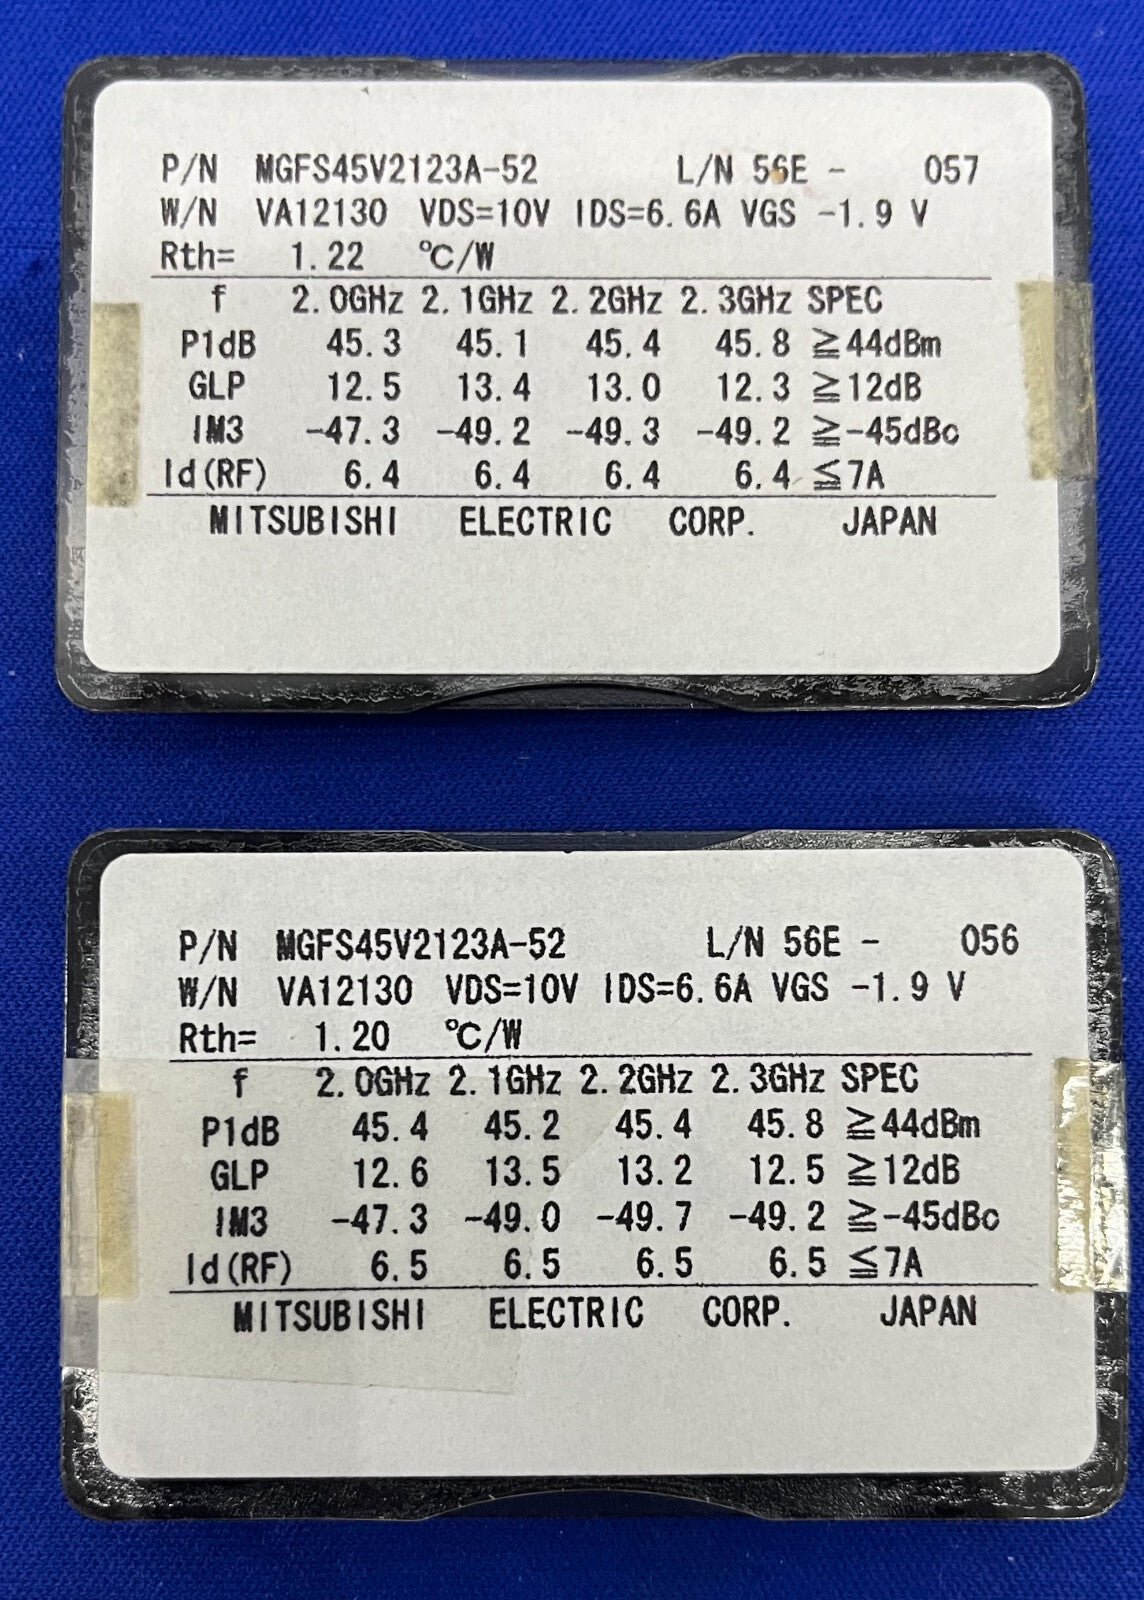 P/N MGFS45V2123A-52 L/N 56E - 057
W/N VA12130 VDS=10V IDS=6.6A VGS -1.9 V
Rth= 1.22 ℃/W
f 2.0GHz 2.1GHz 2.2GHz 2.3GHz SPEC
P1dB 45.3 45.1 45.4 45.8 ≧44dBm
GLP 12.5 13.4 13.0 12.3 ≧12dB
IM3 -47.3 -49.2 -49.3 -49.2 ≧-45dBc
Id(RF) 6.4 6.4 6.4 6.4 ≦7A
MITSUBISHI ELECTRIC CORP. JAPAN
P/N MGFS45V2123A-52 L/N 56E - 056
W/N VA12130 VDS=10V IDS=6.6A VGS -1.9 V
Rth= 1.20 ℃/W
f 2.0GHz 2.1GHz 2.2GHz 2.3GHz SPEC
P1dB 45.4 45.2 45.4 45.8 ≧44dBm
GLP 12.6 13.5 13.2 12.5 ≧12dB
IM3 -47.3 -49.0 -49.7 -49.2 ≧-45dBc
Id(RF) 6.5 6.5 6.5 6.5 ≦7A
MITSUBISHI ELECTRIC CORP. JAPAN